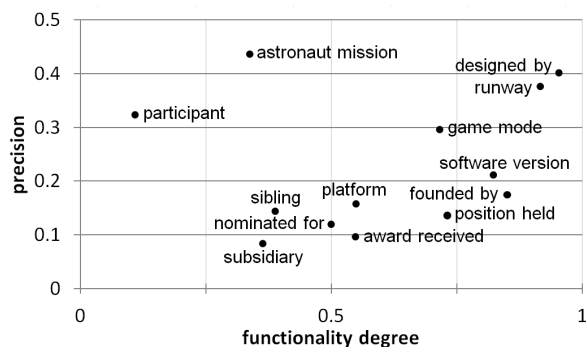 0.5
astronaut mission
designed by
0.4
runway
participant
0.3
game mode
precision
software version
0.2
platform
founded by
sibling
position held
nominated for
0.1
award received
subsidiary
0
0
0.5
1
functionality degree